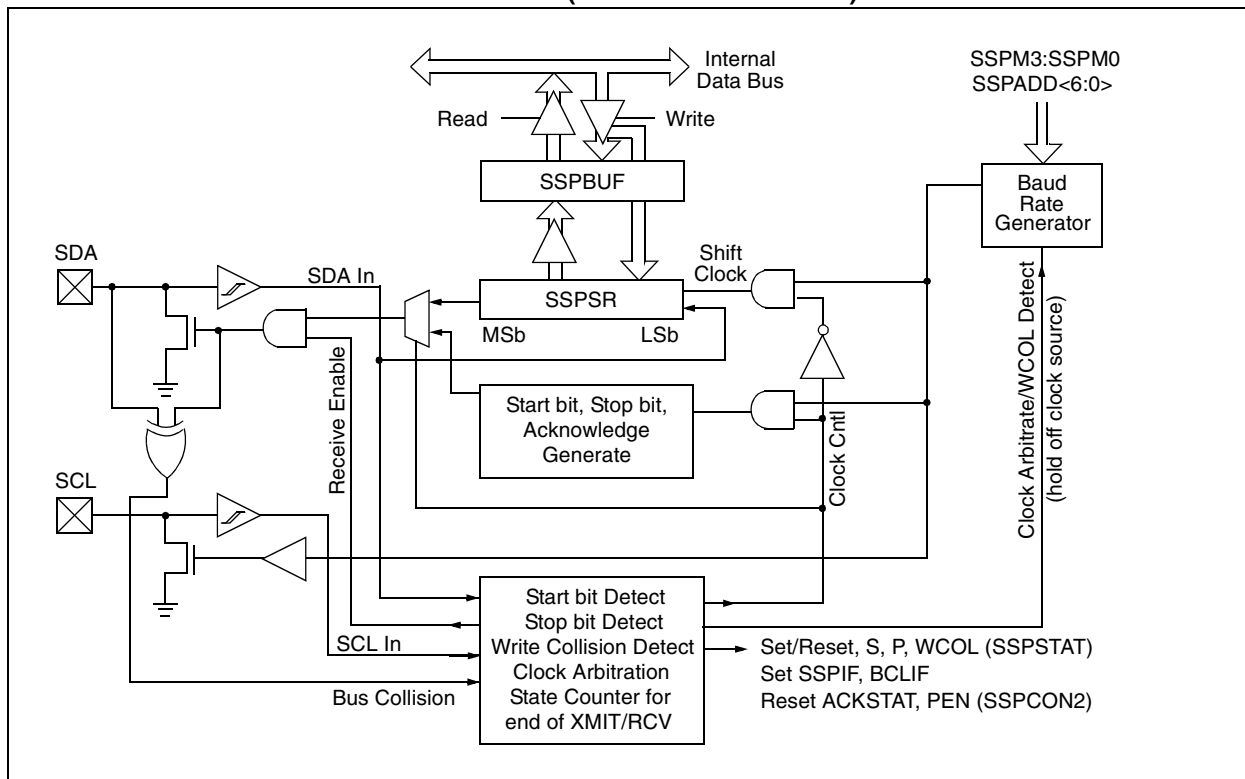 Internal
Data Bus
SSPM3:SSPM0
SSPADD<6:0>
Read
Write
SSPBUF
Baud
Rate
Generator
SDA
SDA In
Shift
Clock
SSPSR
MSb
LSb
Receive Enable
Start bit, Stop bit,
Acknowledge
Generate
Clock Cntl
Clock Arbitrate/WCOL Detect
(hold off clock source)
SCL
SCL In
Bus Collision
Start bit Detect
Stop bit Detect
Write Collision Detect
Clock Arbitration
State Counter for
end of XMIT/RCV
Set/Reset, S, P, WCOL (SSPSTAT)
Set SSPIF, BCLIF
Reset ACKSTAT, PEN (SSPCON2)